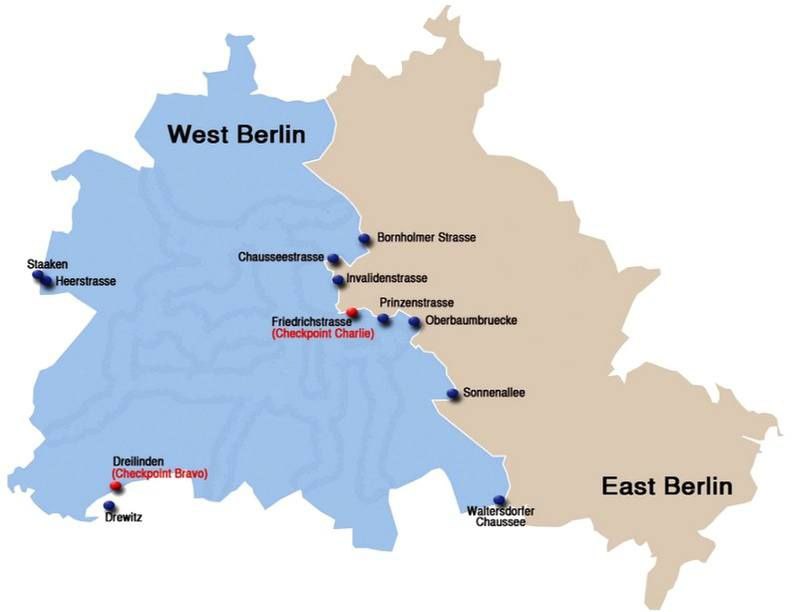 West Berlin
Bornholmer Strasse
Chausseestrasse
Staaken
Heerstrasse
Invalidenstrasse
Prinzenstrasse
Friedrichstrasse
(Checkpoint Charlie)
Oberbaumbruecke
Sonnenallee
Dreilinden
(Checkpoint Bravo)
East Berlin
Drewitz
Waltersdorfer
Chaussee